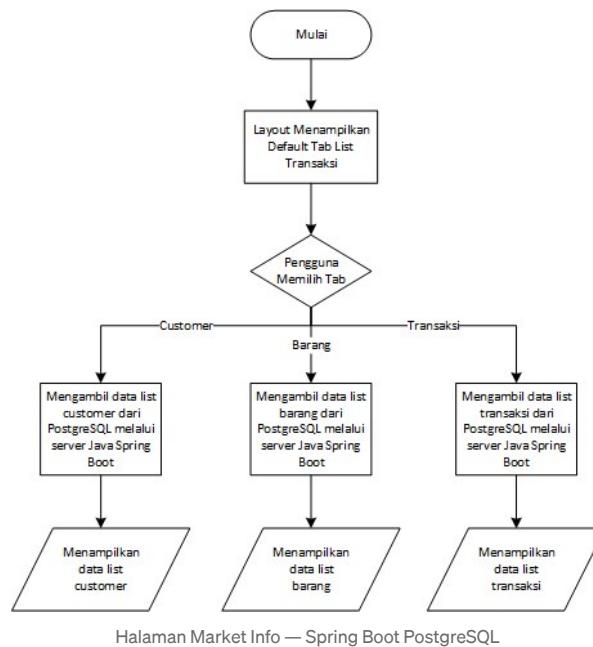 Mulai
Layout Menampilkan
Default Tab List
Transaksi
Pengguna
Memilih Tab
Customer
Barang
Transaksi
Mengambil data list
customer dari
PostgreSQL melalui
server Java Spring
Boot
Mengambil data list
barang dari
PostgreSQL melalui
server Java Spring
Boot
Mengambil data list
transaksi dari
PostgreSQL melalui
server Java Spring
Boot
Menampilkan
data list
customer
Menampilkan
data list
barang
Menampilkan
data list
transaksi
Halaman Market Info — Spring Boot PostgreSQL